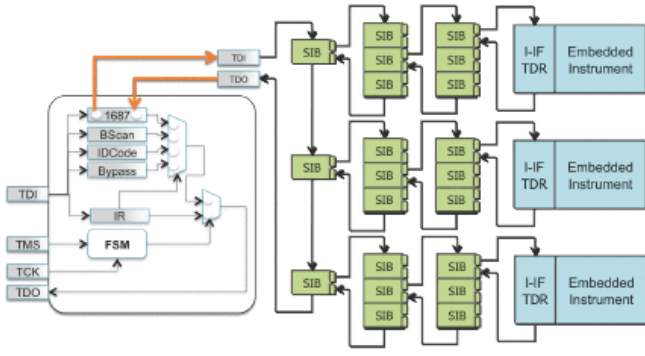 TDI
TDO
1687
BScan
IDCode
Bypass
IR
FSM
TDI
TMS
TCK
TDO
SIB
SIB
SIB
SIB
SIB
SIB
SIB
I-IF
TDR
Embedded
Instrument
SIB
SIB
SIB
SIB
SIB
SIB
SIB
I-IF
TDR
Embedded
Instrument
SIB
SIB
SIB
SIB
SIB
SIB
SIB
I-IF
TDR
Embedded
Instrument